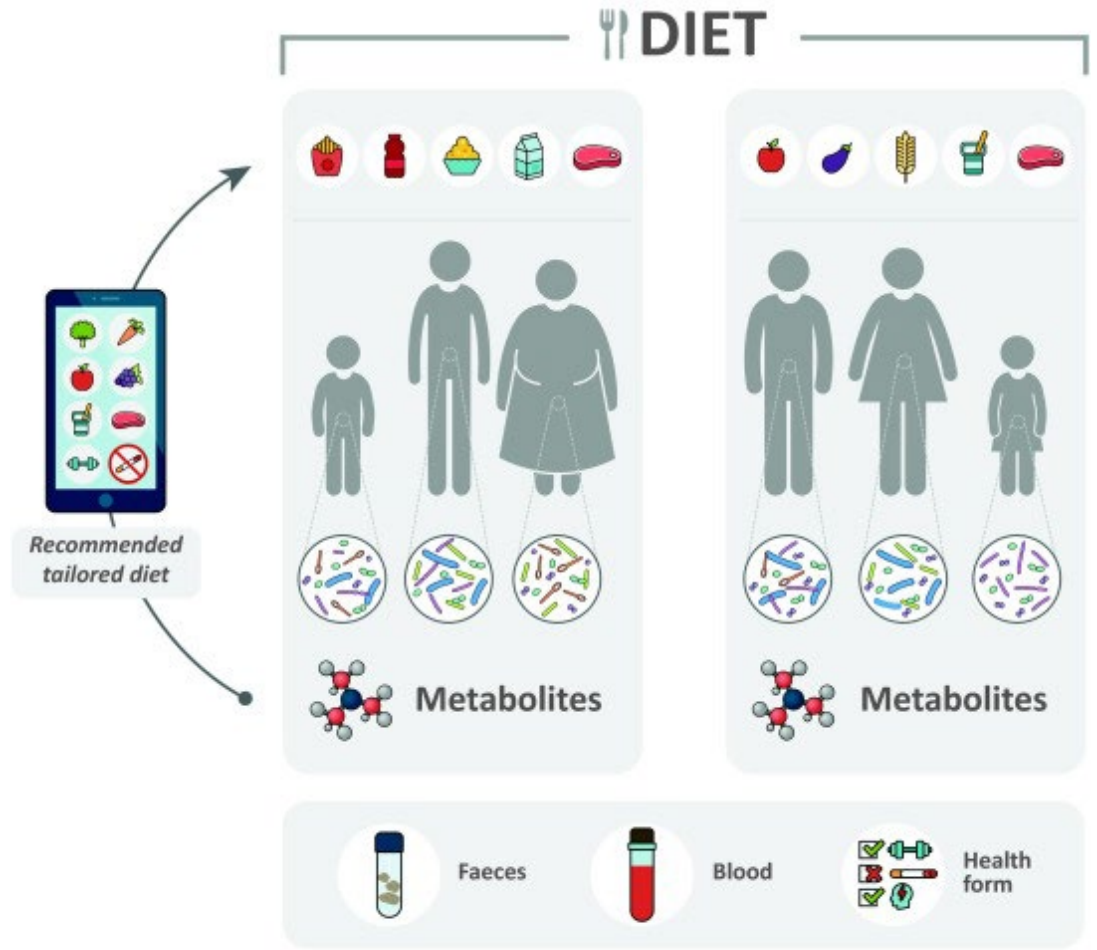 DIET
Recommended
tailored diet
Metabolites
Metabolites
Faeces
Blood
Health
form